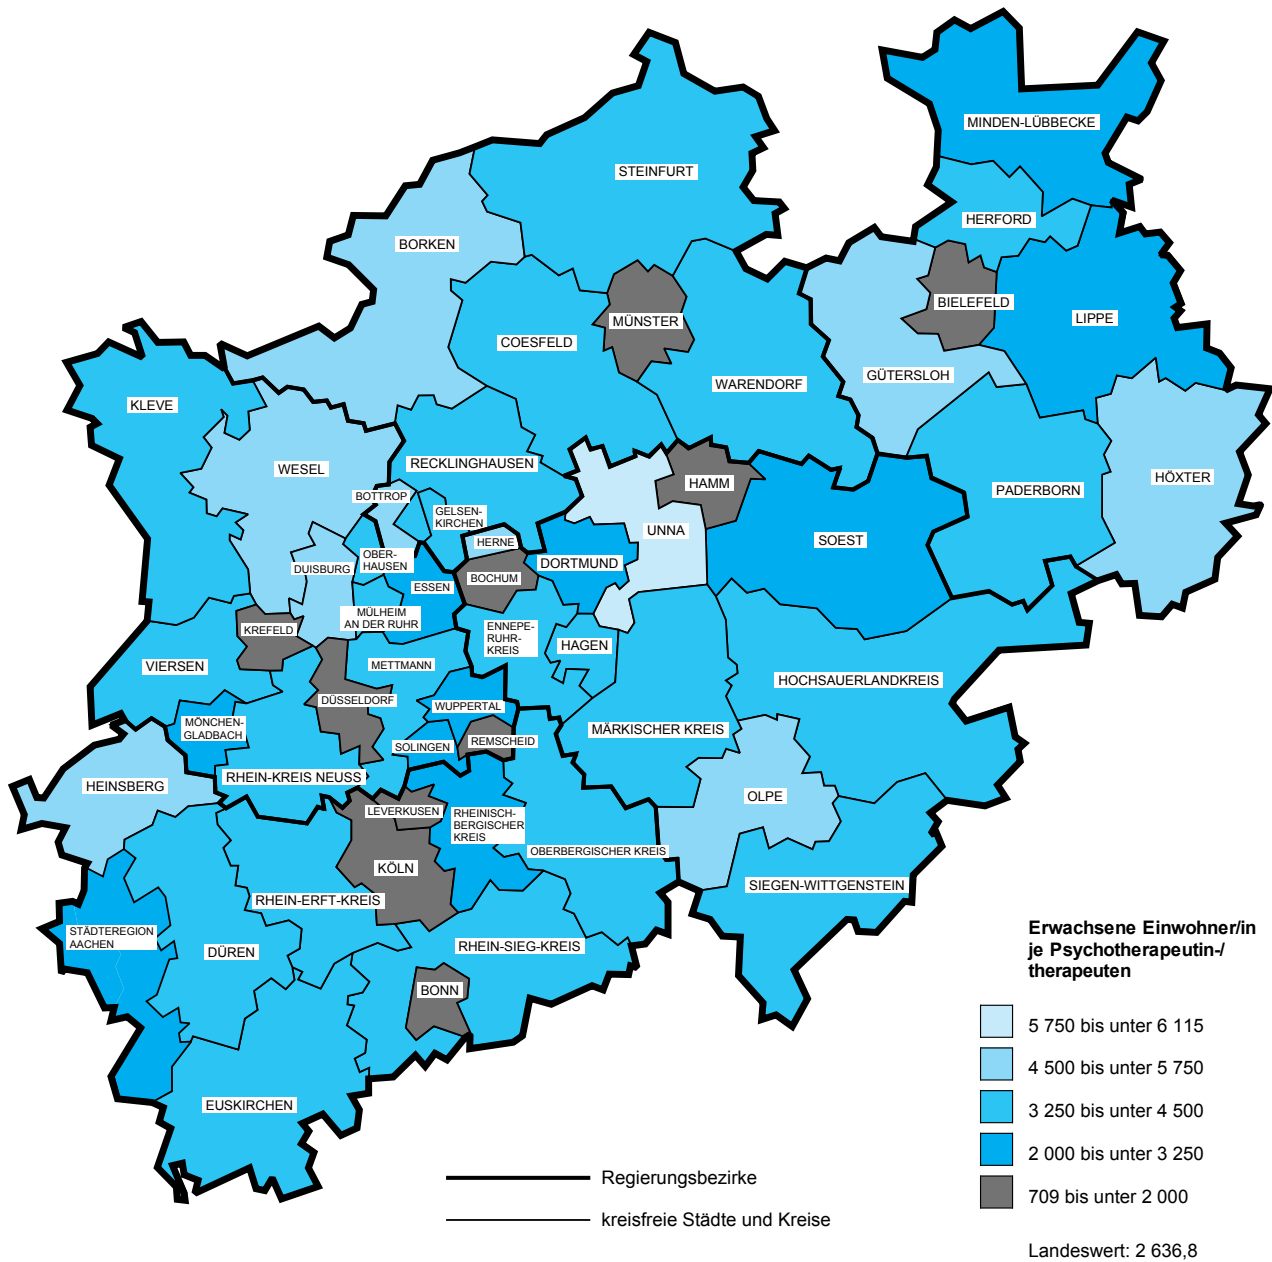 MINDEN-LÜBBECKE
STEINFURT
HERFORD
BORKEN
BIELEFELD
LIPPE
MÜNSTER
COESFELD
GÜTERSLOH
WARENDORF
KLEVE
RECKLINGHAUSEN
WESEL
HÖXTER
HAMM
PADERBORN
BOTTROP
GELSEN-
KIRCHEN
UNNA
SOEST
HERNE
OBER-
HAUSEN
DORTMUND
DUISBURG
BOCHUM
ESSEN
MÜLHEIM
AN DER RUHR
KREFELD
ENNEPE-
RUHR-
KREIS
HAGEN
VIERSEN
METTMANN
HOCHSAUERLANDKREIS
DÜSSELDORF
WUPPERTAL
MÖNCHEN-
GLADBACH
MÄRKISCHER KREIS
SOLINGEN
REMSCHEID
RHEIN-KREIS NEUSS
HEINSBERG
OLPE
LEVERKUSEN
RHEINISCH-
BERGISCHER
KREIS
OBERBERGISCHER KREIS
KÖLN
SIEGEN-WITTGENSTEIN
RHEIN-ERFT-KREIS
STÄDTEREGION
AACHEN
DÜREN
RHEIN-SIEG-KREIS
BONN
EUSKIRCHEN
Erwachsene Einwohner/in
je Psychotherapeutin-/
therapeuten
5 750 bis unter 6 115
4 500 bis unter 5 750
3 250 bis unter 4 500
2 000 bis unter 3 250
709 bis unter 2 000
Landeswert: 2 636,8
Regierungsbezirke
kreisfreie Städte und Kreise